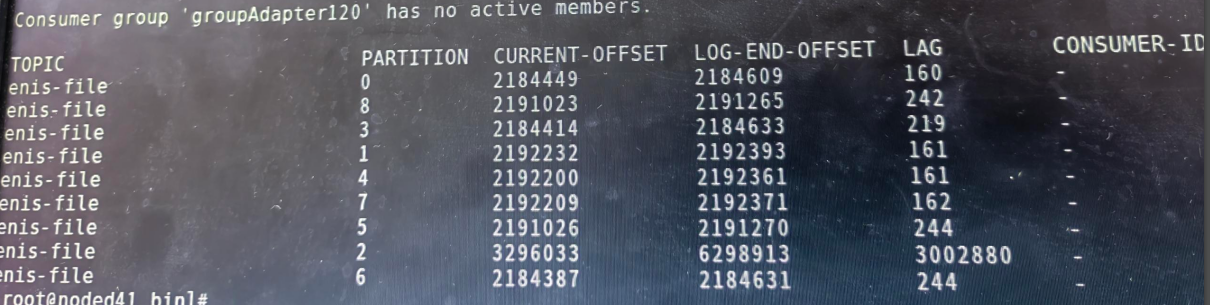 Consumer group 'groupAdapter120' has no active members.
TOPIC PARTITION CURRENT-OFFSET LOG-END-OFFSET LAG CONSUMER-ID
enis-file 0 2184449 2184609 160 -
enis-file 8 2191023 2191265 242 -
enis-file 3 2184414 2184633 219 -
enis-file 1 2192232 2192393 161 -
enis-file 4 2192200 2192361 161 -
enis-file 7 2192209 2192371 162 -
enis-file 5 2191026 2191270 244 -
enis-file 2 3296033 6298913 3002880 -
enis-file 6 2184387 2184631 244 -
root@noded41 bin]#